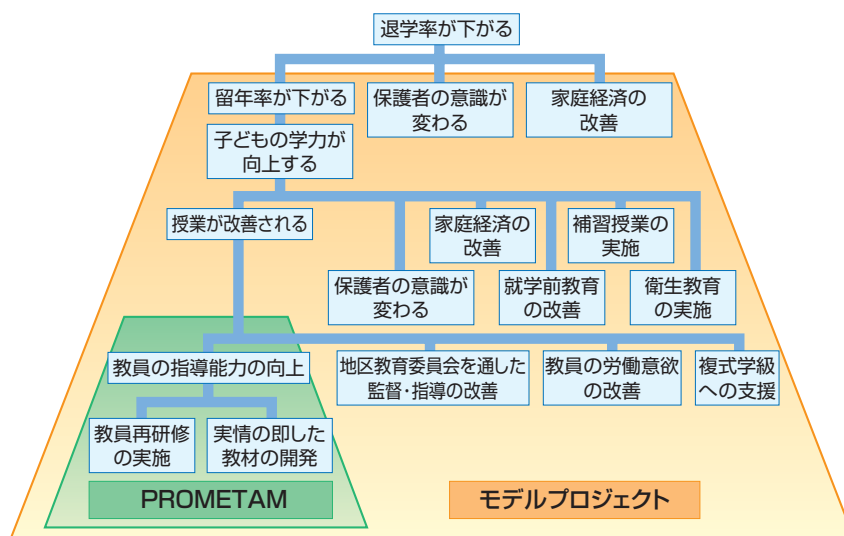 退学率が下がる
留年率が下がる
保護者の意識が
変わる
家庭経済の
改善
子どもの学力が
向上する
授業が改善される
家庭経済の
改善
補習授業の
実施
保護者の意識が
変わる
就学前教育
の改善
衛生教育
の実施
教員の指導能力の向上
地区教育委員会を通した
監督・指導の改善
教員の労働意欲
の改善
複式学級
への支援
教員再研修
の実施
実情の即した
教材の開発
PROMETAM
モデルプロジェクト